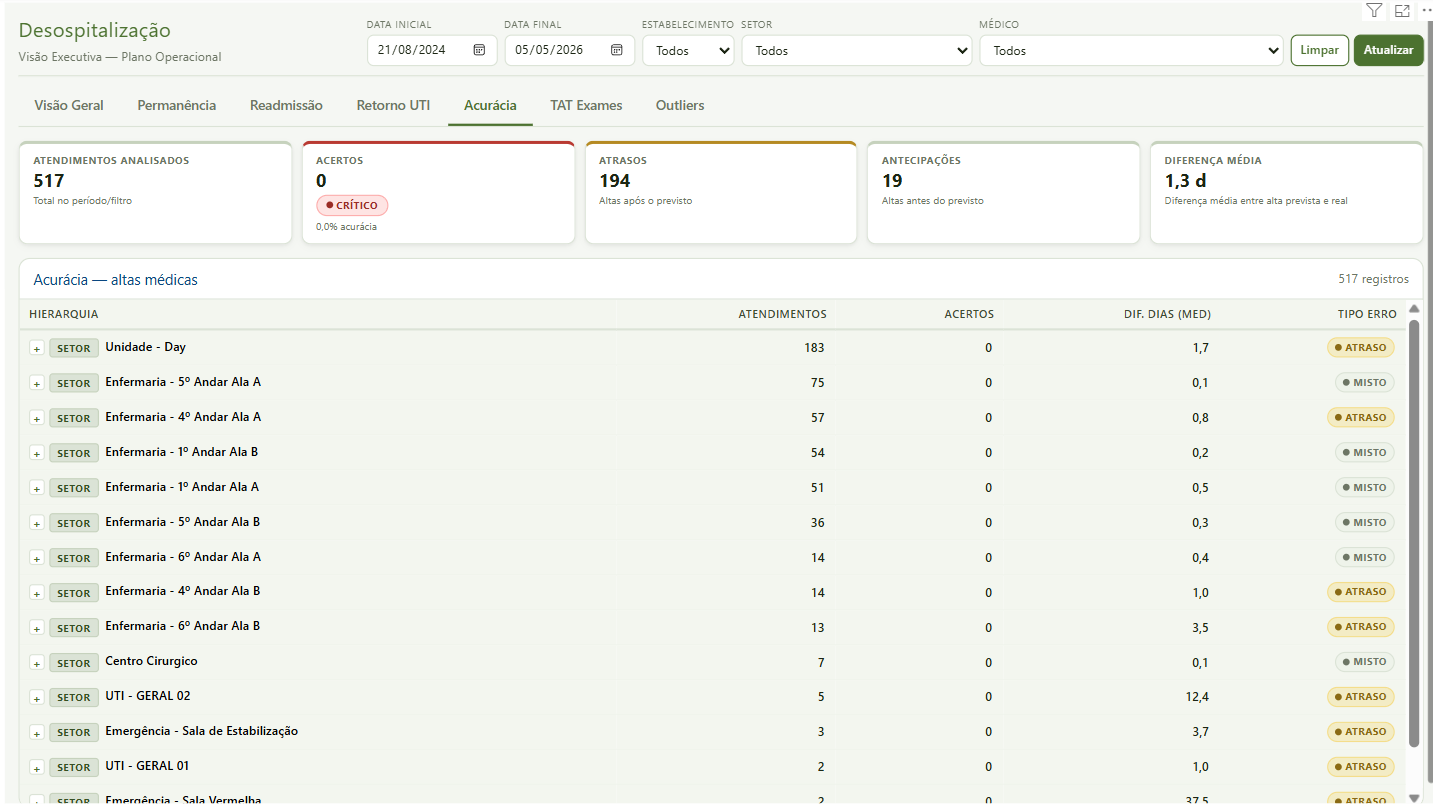 Desospitalização
Visão Executiva — Plano Operacional
DATA INICIAL
21/08/2024
DATA FINAL
05/05/2026
ESTABELECIMENTO
Todos
SETOR
Todos
MÉDICO
Todos
Limpar
Atualizar
Visão Geral Permanência Readmissão Retorno UTI Acurácia TAT Exames Outliers
ATENDIMENTOS ANALISADOS
517
Total no período/filtro
ACERTOS
0
CRÍTICO
0,0% acurácia
ATRASOS
194
Altas após o previsto
ANTECIPAÇÕES
19
Altas antes do previsto
DIFERENÇA MÉDIA
1,3 d
Diferença média entre alta prevista e real
Acurácia — altas médicas 517 registros
HIERARQUIA ATENDIMENTOS ACERTOS DIF. DIAS (MED) TIPO ERRO
+ SETOR Unidade - Day 183 0 1,7 ATRASO
+ SETOR Enfermaria - 5º Andar Ala A 75 0 0,1 MISTO
+ SETOR Enfermaria - 4º Andar Ala A 57 0 0,8 ATRASO
+ SETOR Enfermaria - 1º Andar Ala B 54 0 0,2 MISTO
+ SETOR Enfermaria - 1º Andar Ala A 51 0 0,5 MISTO
+ SETOR Enfermaria - 5º Andar Ala B 36 0 0,3 MISTO
+ SETOR Enfermaria - 6º Andar Ala A 14 0 0,4 MISTO
+ SETOR Enfermaria - 4º Andar Ala B 14 0 1,0 ATRASO
+ SETOR Enfermaria - 6º Andar Ala B 13 0 3,5 ATRASO
+ SETOR Centro Cirurgico 7 0 0,1 MISTO
+ SETOR UTI - GERAL 02 5 0 12,4 ATRASO
+ SETOR Emergência - Sala de Estabilização 3 0 3,7 ATRASO
+ SETOR UTI - GERAL 01 2 0 1,0 ATRASO
+ SETOR Emergência - Sala Vermelha 2 0 37,5 ATRASO